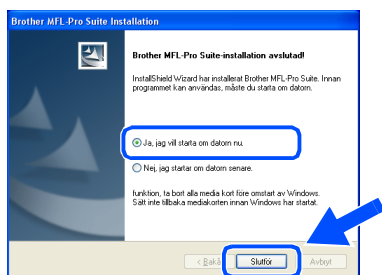 Brother MFL-Pro Suite Installation
Brother MFL-Pro Suite-installation avslutad!
InstallShield Wizard har installerat Brother MFL-Pro Suite. Innan
programmet kan användas, måste du starta om datorn.
Ja, jag vill starta om datorn nu.
Nej, jag startar om datorn senare.
funktion, ta bort alla media kort före omstart av Windows.
Sätt inte tillbaka mediakorten innan Windows har startat.
Slutför
Avbryt